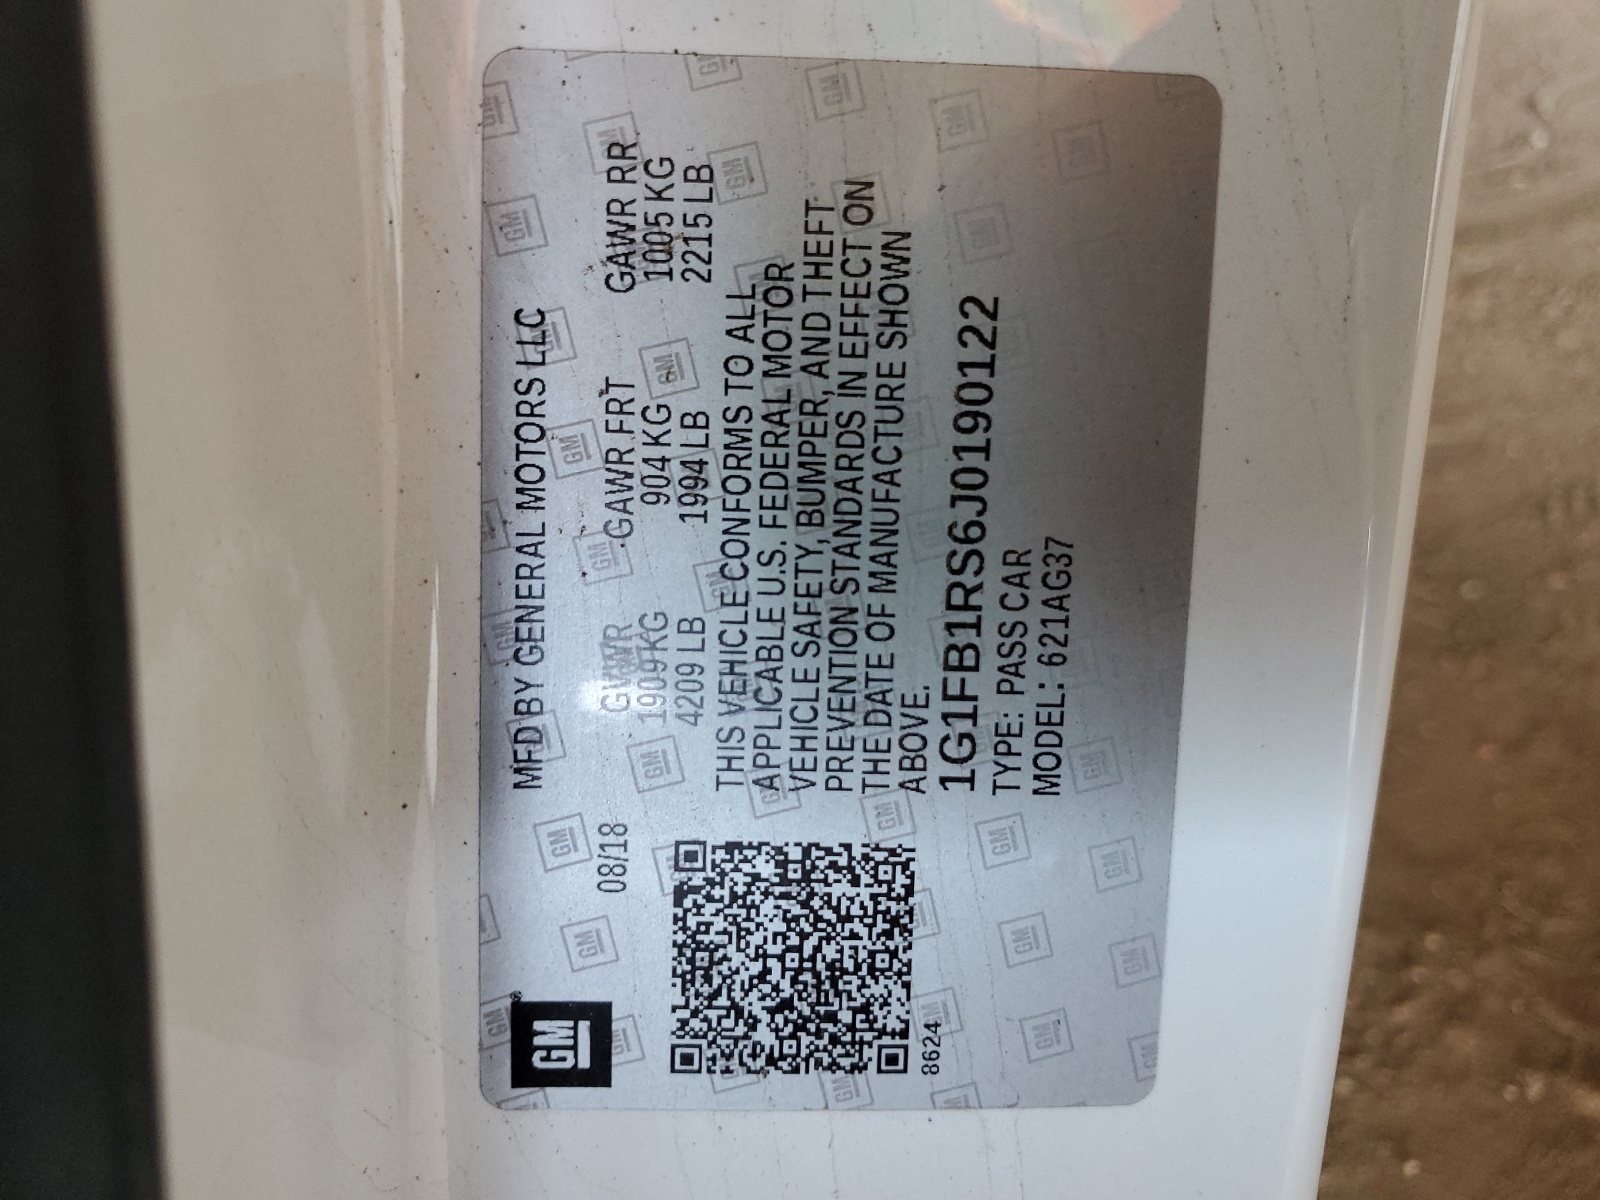 GM
MFD BY GENERAL MOTORS LLC
08/18 GVWR GAWR FRT GAWR RR
1909 KG 904 KG 1005 KG
4209 LB 1994 LB 2215 LB
THIS VEHICLE CONFORMS TO ALL
APPLICABLE U.S. FEDERAL MOTOR
VEHICLE SAFETY, BUMPER, AND THEFT
PREVENTION STANDARDS IN EFFECT ON
THE DATE OF MANUFACTURE SHOWN
ABOVE.
8624
1G1FB1RS6J0190122
TYPE: PASS CAR
MODEL: 621AG37